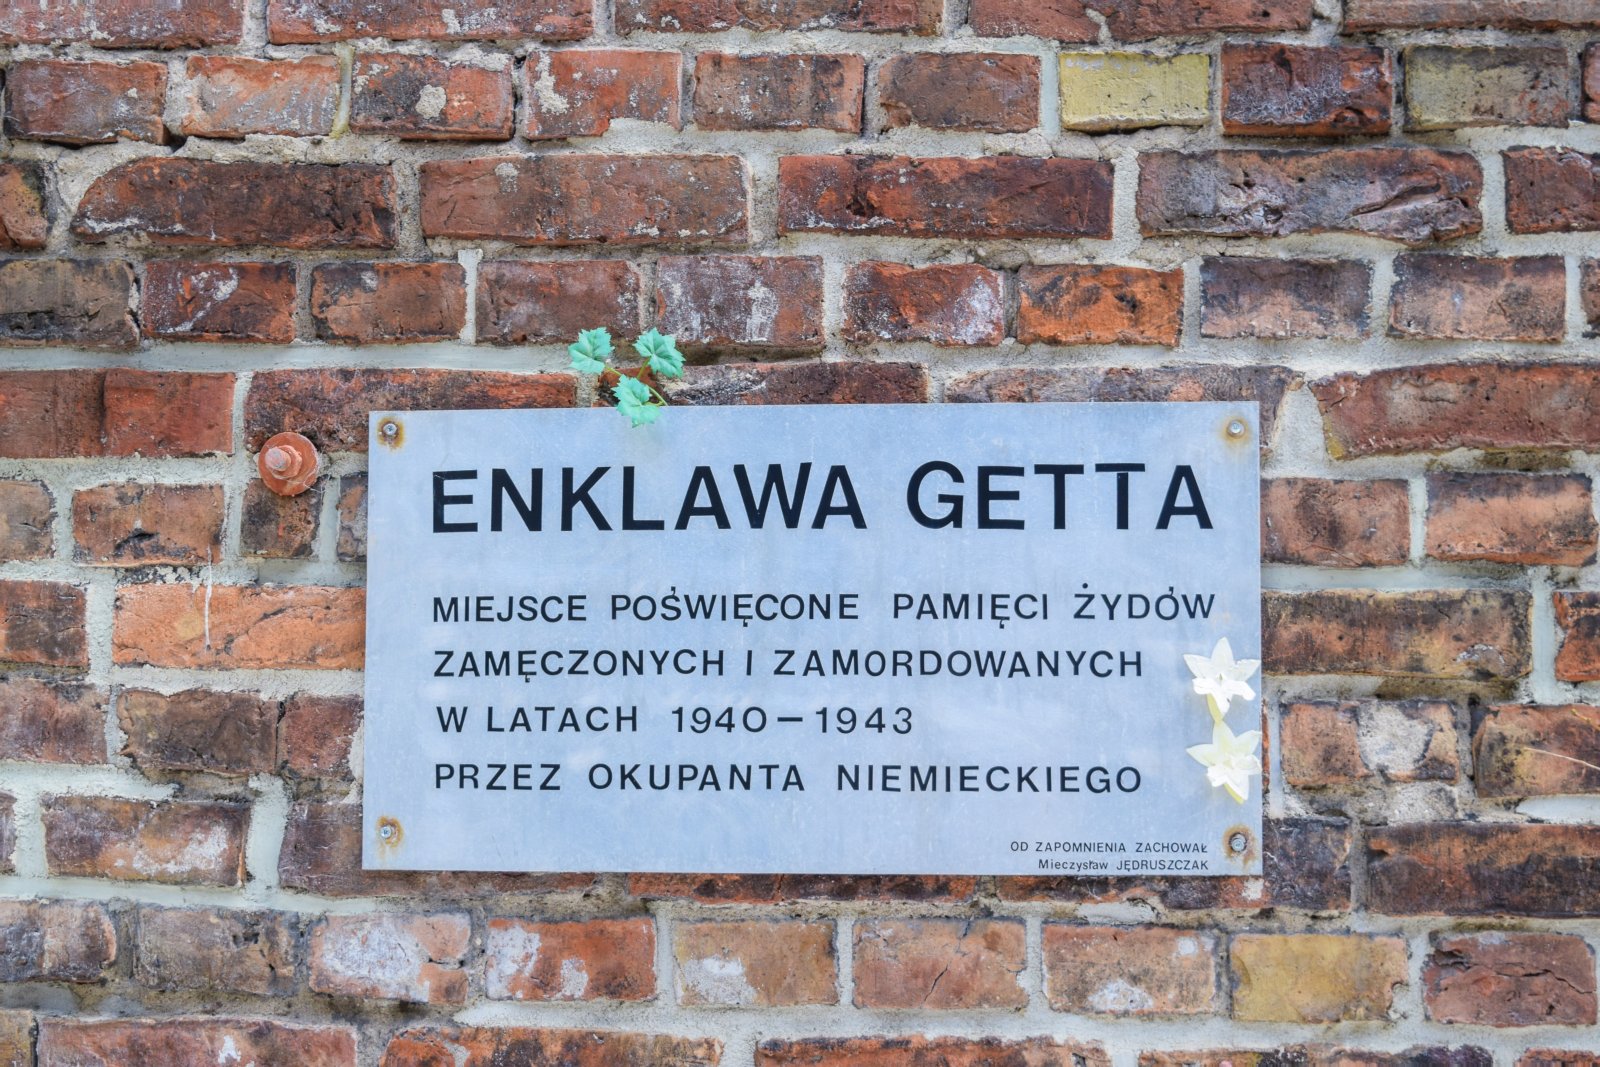 ENKLAWA GETTA
MIEJSCE POŚWIĘCONE PAMIĘCI ŻYDÓW
ZAMĘCZONYCH I ZAMORDOWANYCH
W LATACH 1940–1943
PRZEZ OKUPANTA NIEMIECKIEGO
OD ZAPOMNIENIA ZACHOWAŁ
Mieczysław JĘDRUSZCZAK